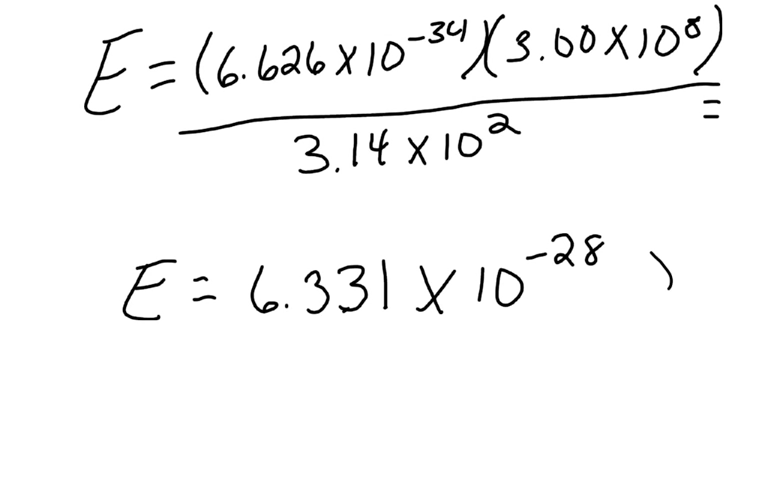 E = (6.626 x 10^-34)(3.00 x 10^8)
3.14 x 10^2 =
E = 6.331 x 10^-28 )